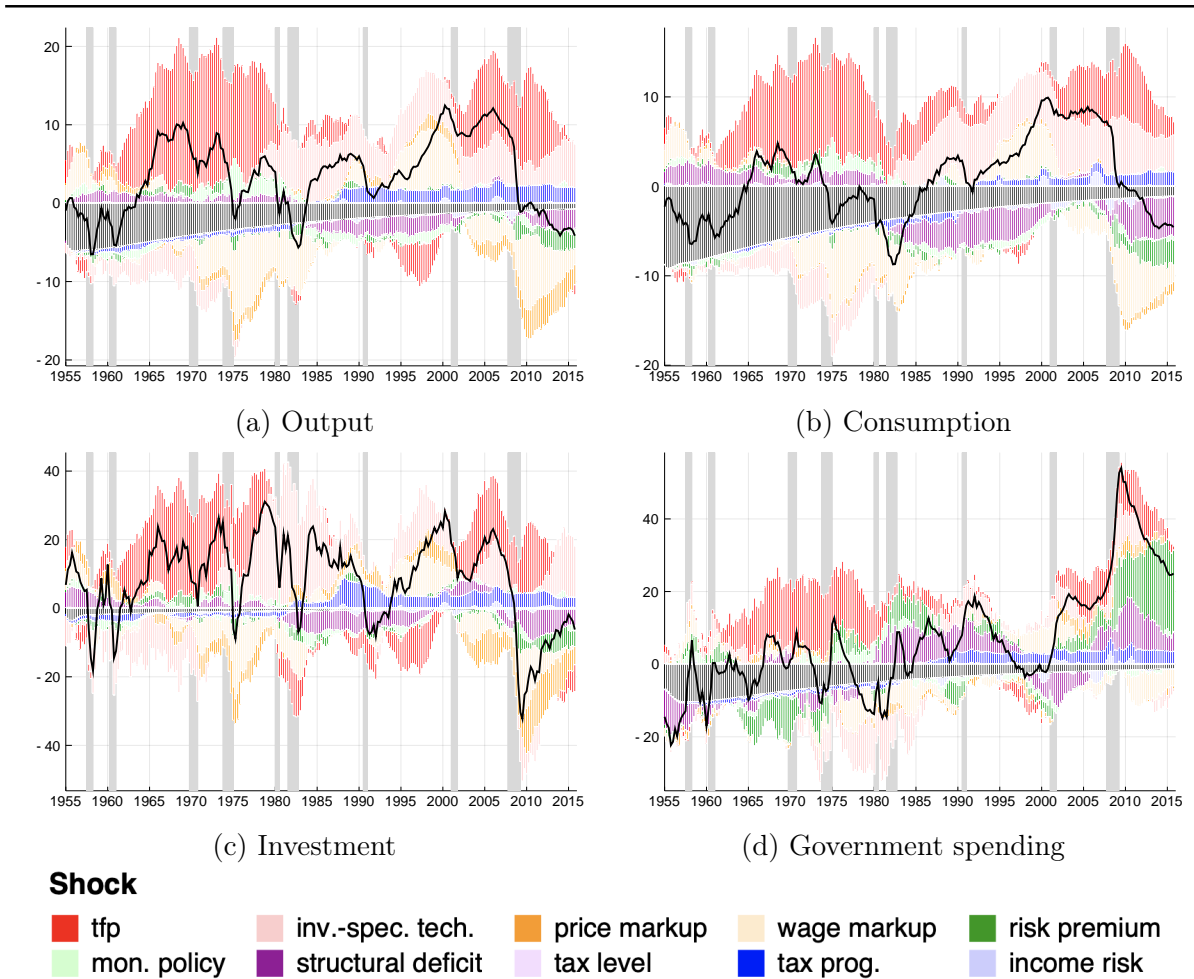 20
10
0
- 10
- 20
1955 1960 1965 1970 1975 1980 1985 1990 1995 2000 2005 2010 2015
(a) Output
10
0
- 10
- 20
1955 1960 1965 1970 1975 1980 1985 1990 1995 2000 2005 2010 2015
(b) Consumption
40
20
0
- 20
- 40
1955 1960 1965 1970 1975 1980 1985 1990 1995 2000 2005 2010 2015
(c) Investment
40
20
0
- 20
1955 1960 1965 1970 1975 1980 1985 1990 1995 2000 2005 2010 2015
(d) Government spending
Shock
tfp inv.-spec. tech. price markup wage markup risk premium
mon. policy structural deficit tax level tax prog. income risk